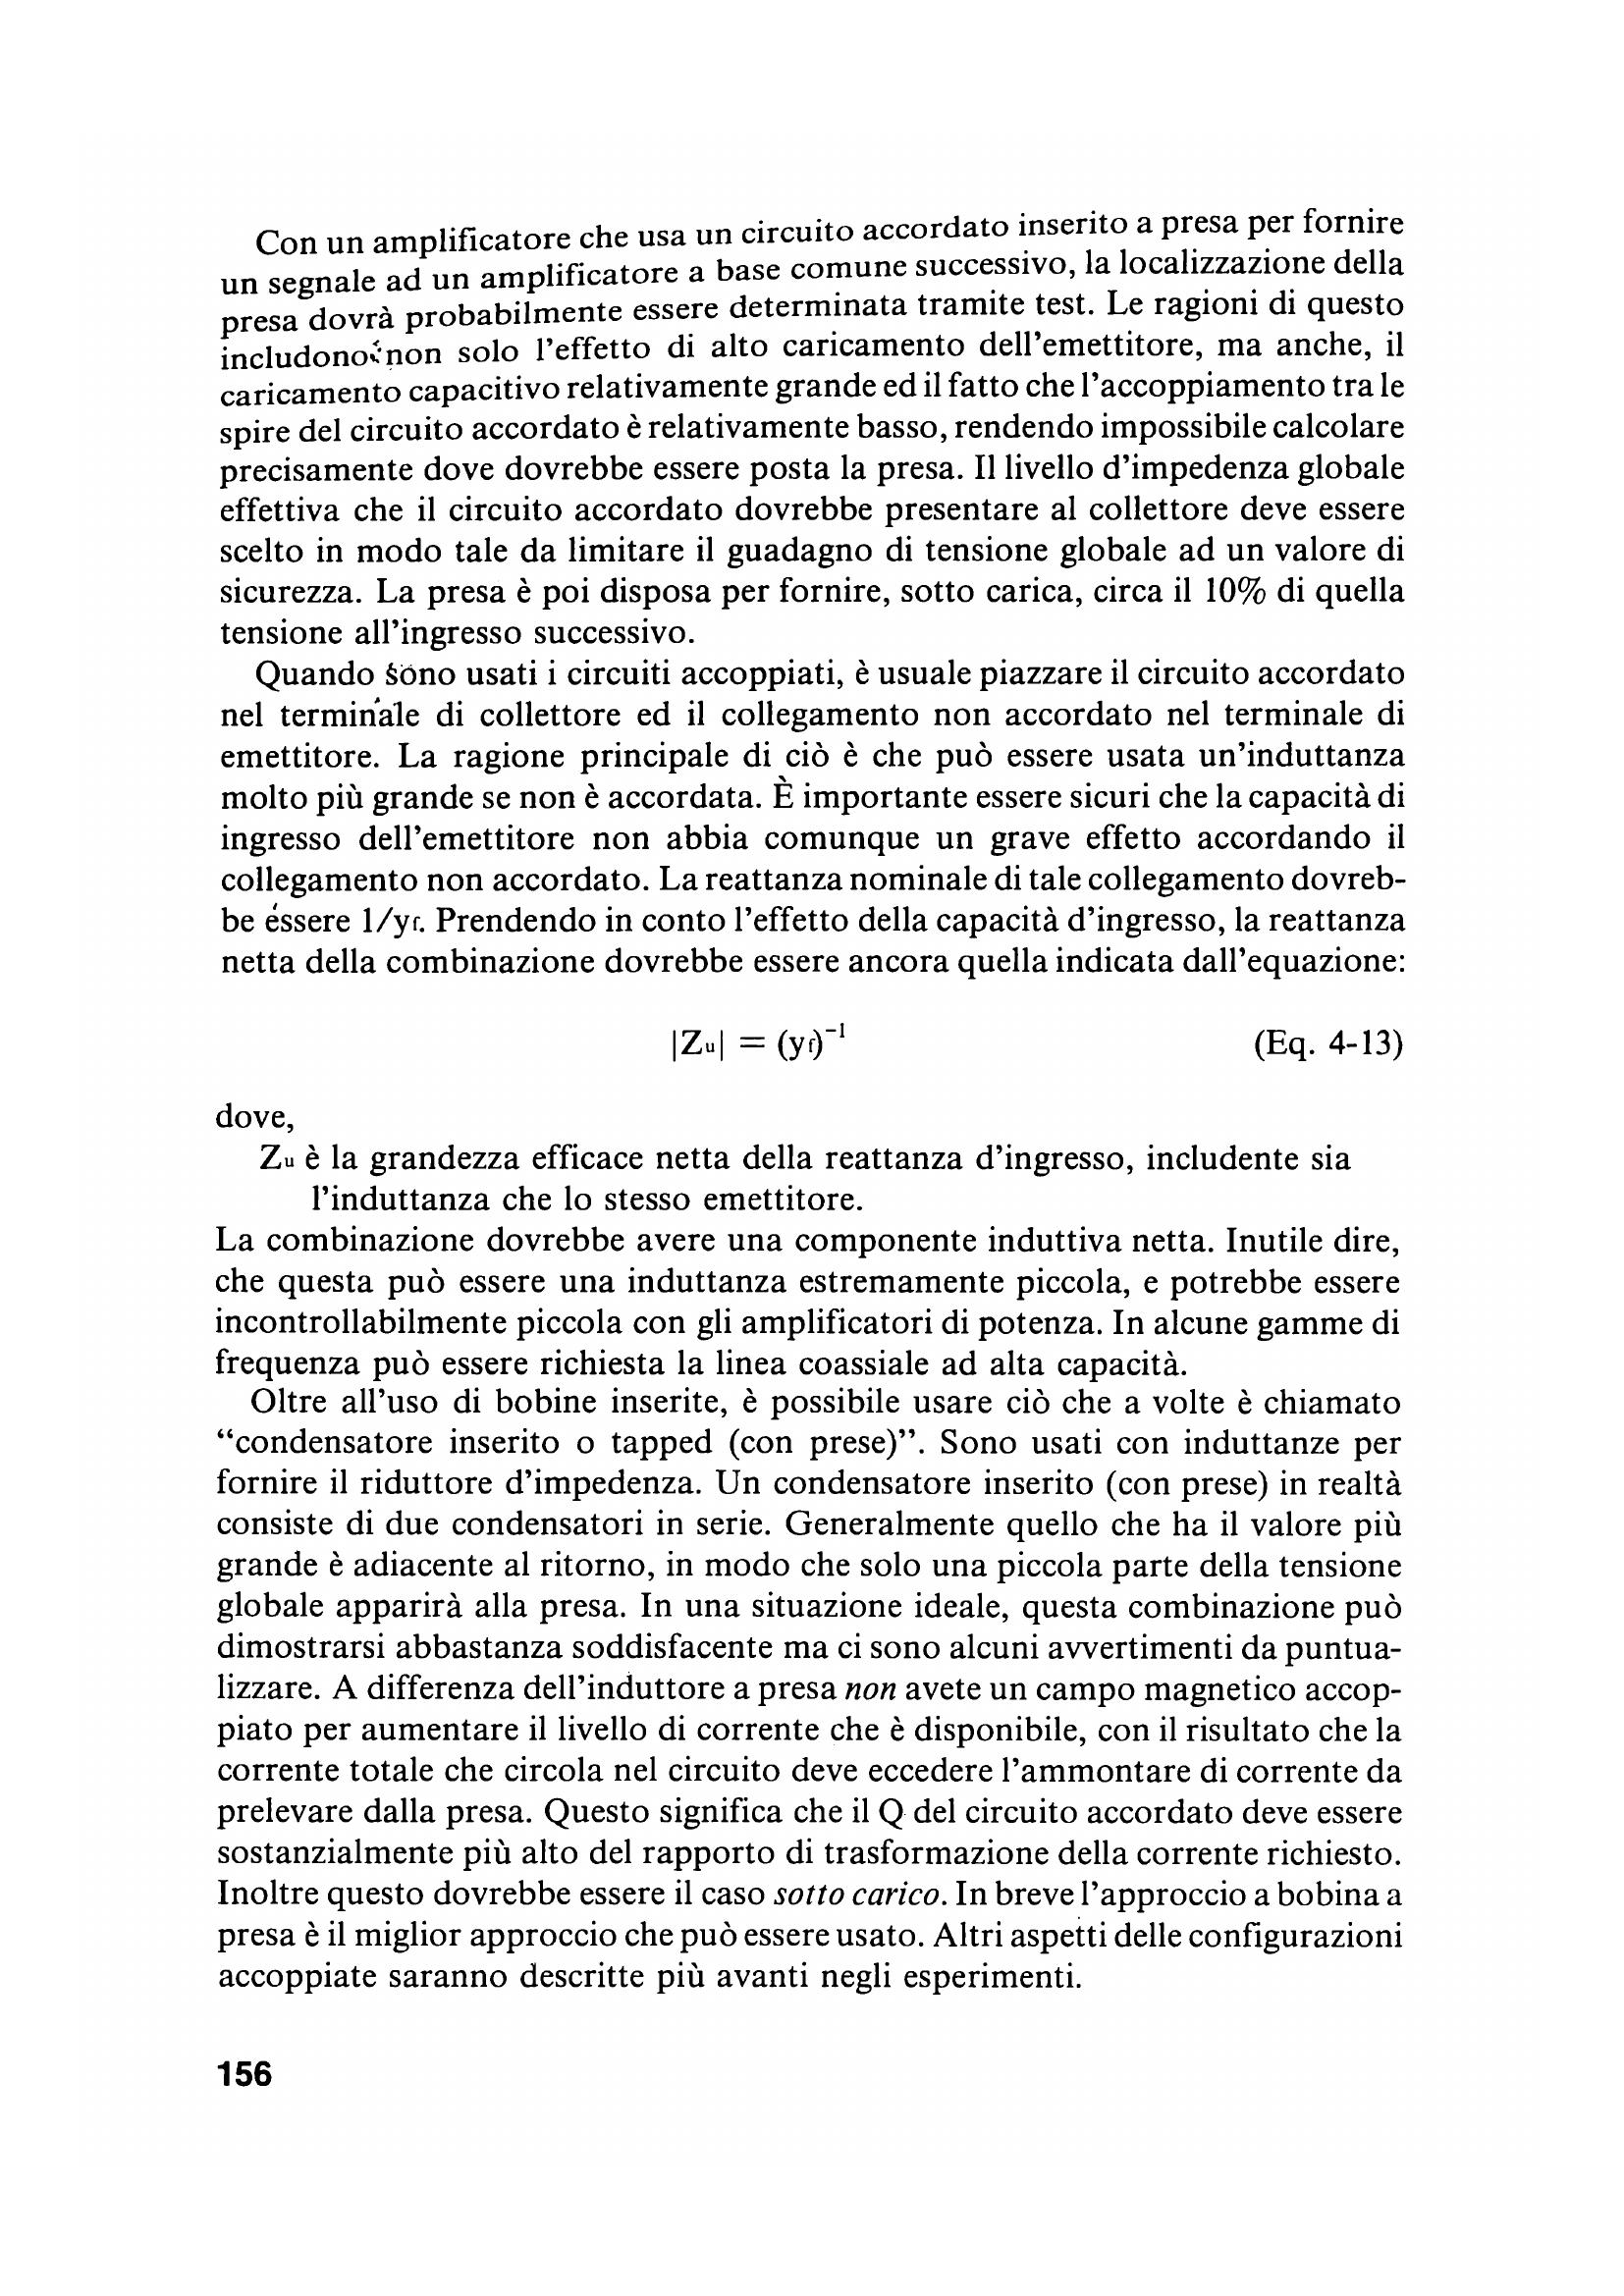 Con un amplificatore che usa un circuito accordato inserito a presa per fornire
un segnale ad un amplificatore a base comune successivo, la localizzazione della
presa dovrà probabilmente essere determinata tramite test. Le ragioni di questo
includono non solo l'effetto di alto caricamento dell'emettitore, ma anche, il
caricamento capacitivo relativamente grande ed il fatto che l'accoppiamento tra le
spire del circuito accordato è relativamente basso, rendendo impossibile calcolare
precisamente dove dovrebbe essere posta la presa. Il livello d'impedenza globale
effettiva che il circuito accordato dovrebbe presentare al collettore deve essere
scelto in modo tale da limitare il guadagno di tensione globale ad un valore di
sicurezza. La presa è poi disposa per fornire, sotto carica, circa il 10% di quella
tensione all'ingresso successivo.
Quando sono usati i circuiti accoppiati, è usuale piazzare il circuito accordato
nel terminale di collettore ed il collegamento non accordato nel terminale di
emettitore. La ragione principale di ciò è che può essere usata un'induttanza
molto più grande se non è accordata. È importante essere sicuri che la capacità di
ingresso dell'emettitore non abbia comunque un grave effetto accordando il
collegamento non accordato. La reattanza nominale di tale collegamento dovreb-
be essere 1/yf. Prendendo in conto l'effetto della capacità d'ingresso, la reattanza
netta della combinazione dovrebbe essere ancora quella indicata dall'equazione:
|Zu| = (yf)⁻¹ (Eq. 4-13)
dove,
Zu è la grandezza efficace netta della reattanza d'ingresso, includente sia
l'induttanza che lo stesso emettitore.
La combinazione dovrebbe avere una componente induttiva netta. Inutile dire,
che questa può essere una induttanza estremamente piccola, e potrebbe essere
incontrollabilmente piccola con gli amplificatori di potenza. In alcune gamme di
frequenza può essere richiesta la linea coassiale ad alta capacità.
Oltre all'uso di bobine inserite, è possibile usare ciò che a volte è chiamato
“condensatore inserito o tapped (con prese)”. Sono usati con induttanze per
fornire il riduttore d'impedenza. Un condensatore inserito (con prese) in realtà
consiste di due condensatori in serie. Generalmente quello che ha il valore più
grande è adiacente al ritorno, in modo che solo una piccola parte della tensione
globale apparirà alla presa. In una situazione ideale, questa combinazione può
dimostrarsi abbastanza soddisfacente ma ci sono alcuni avvertimenti da puntua-
lizzare. A differenza dell'induttore a presa non avete un campo magnetico accop-
piato per aumentare il livello di corrente che è disponibile, con il risultato che la
corrente totale che circola nel circuito deve eccedere l'ammontare di corrente da
prelevare dalla presa. Questo significa che il Q del circuito accordato deve essere
sostanzialmente più alto del rapporto di trasformazione della corrente richiesto.
Inoltre questo dovrebbe essere il caso sotto carico. In breve l'approccio a bobina a
presa è il miglior approccio che può essere usato. Altri aspetti delle configurazioni
accoppiate saranno descritte più avanti negli esperimenti.
156